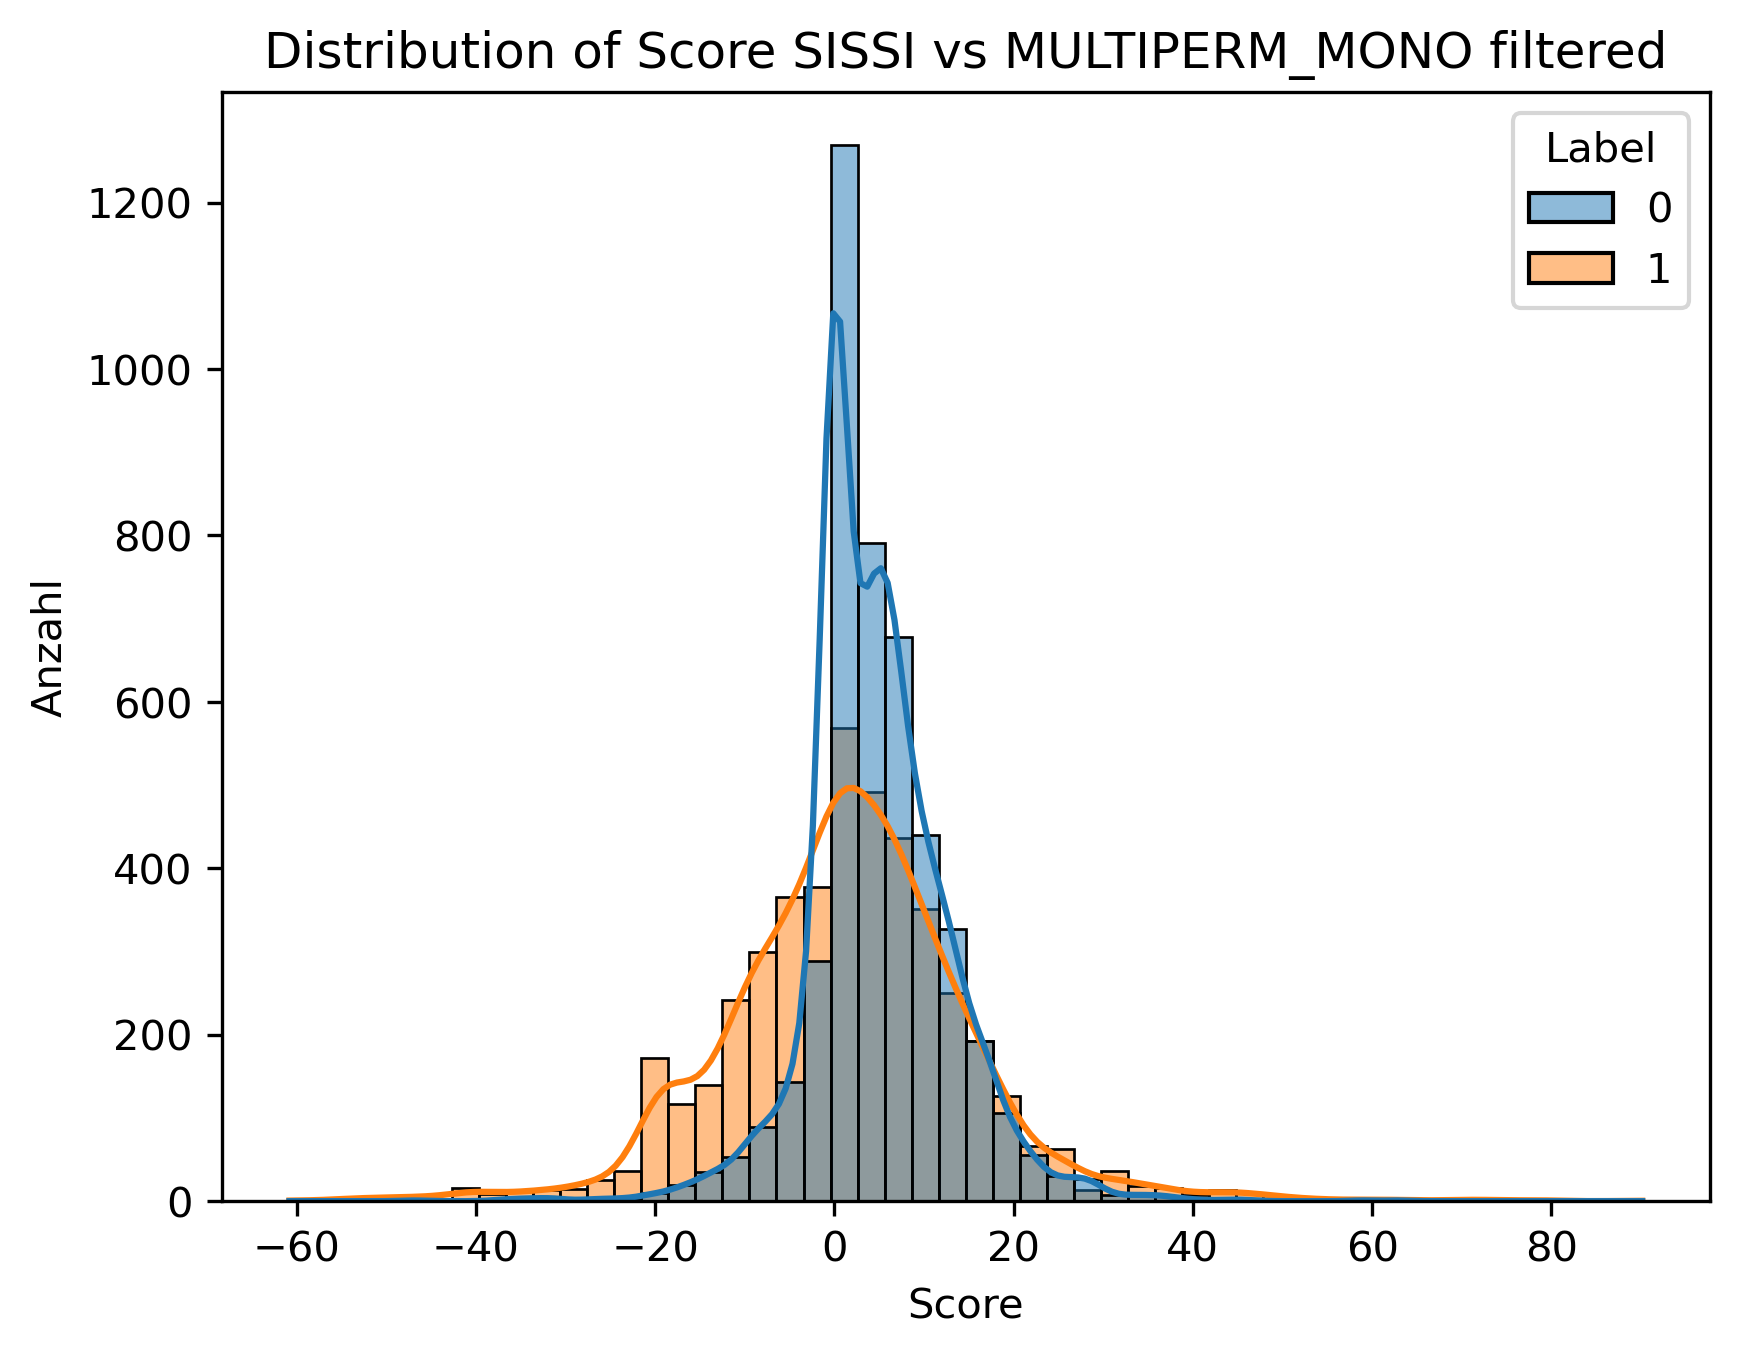 Distribution of Score SISSI vs MULTIPERM_MONO filtered
Label
0
1
1200
1000
800
600
400
200
0
Anzahl
−60 −40 −20 0 20 40 60 80
Score